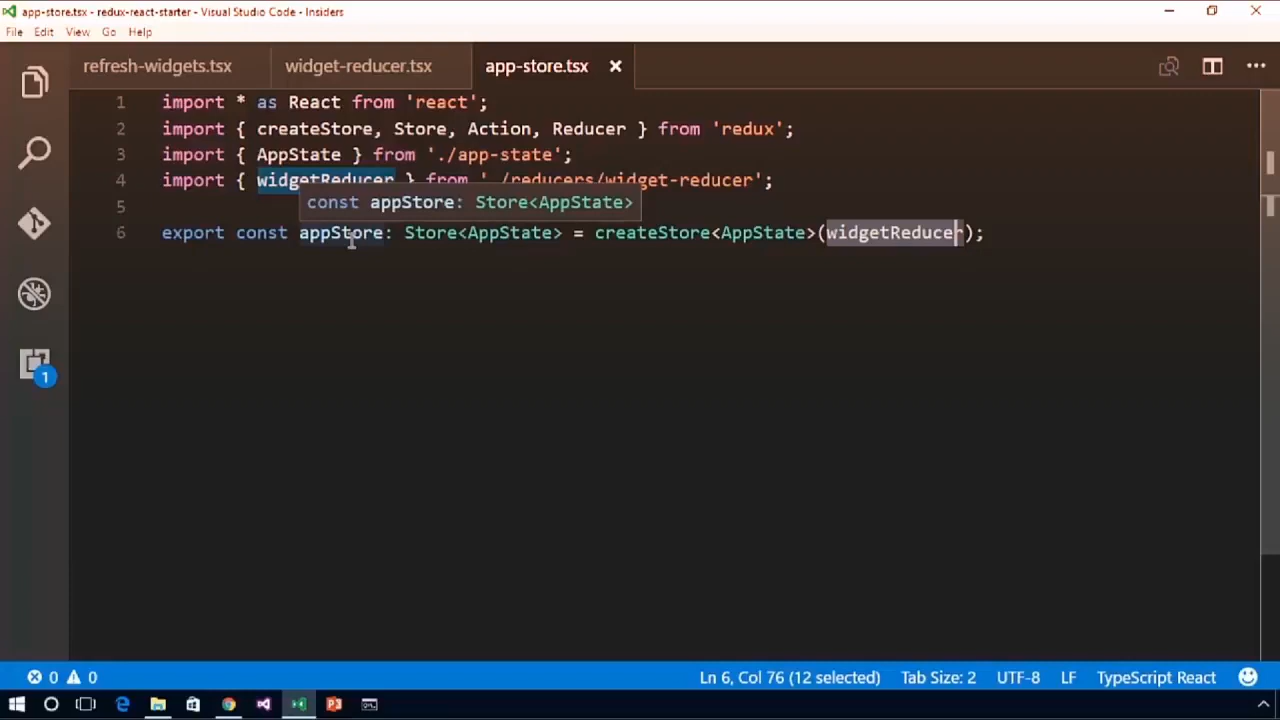 app-store.tsx - redux-react-starter - Visual Studio Code - Insiders
File Edit View Go Help
refresh-widgets.tsx widget-reducer.tsx app-store.tsx
1 import * as React from 'react';
2 import { createStore, Store, Action, Reducer } from 'redux';
3 import { AppState } from './app-state';
4 import { widgetReducer } from './reducers/widget-reducer';
const appStore: Store<AppState>
5
6 export const appStore: Store<AppState> = createStore<AppState>(widgetReducer);
1
0 0 Ln 6, Col 76 (12 selected) Tab Size: 2 UTF-8 LF TypeScript React